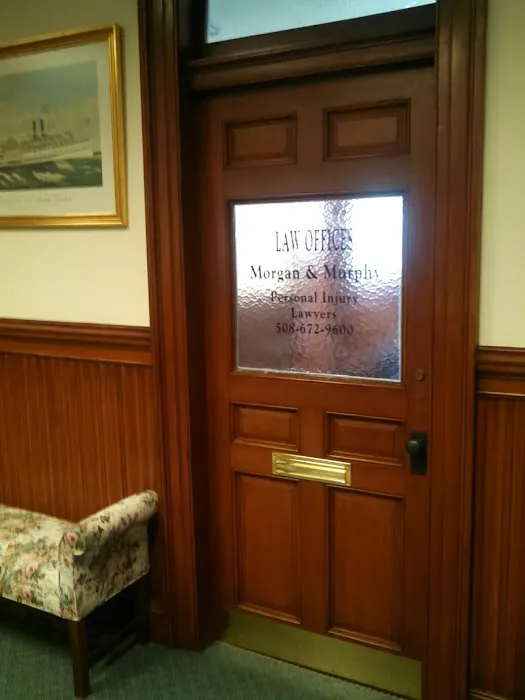 LAW OFFICES
Morgan & Murphy
Personal Injury
Lawyers
508-672-9600